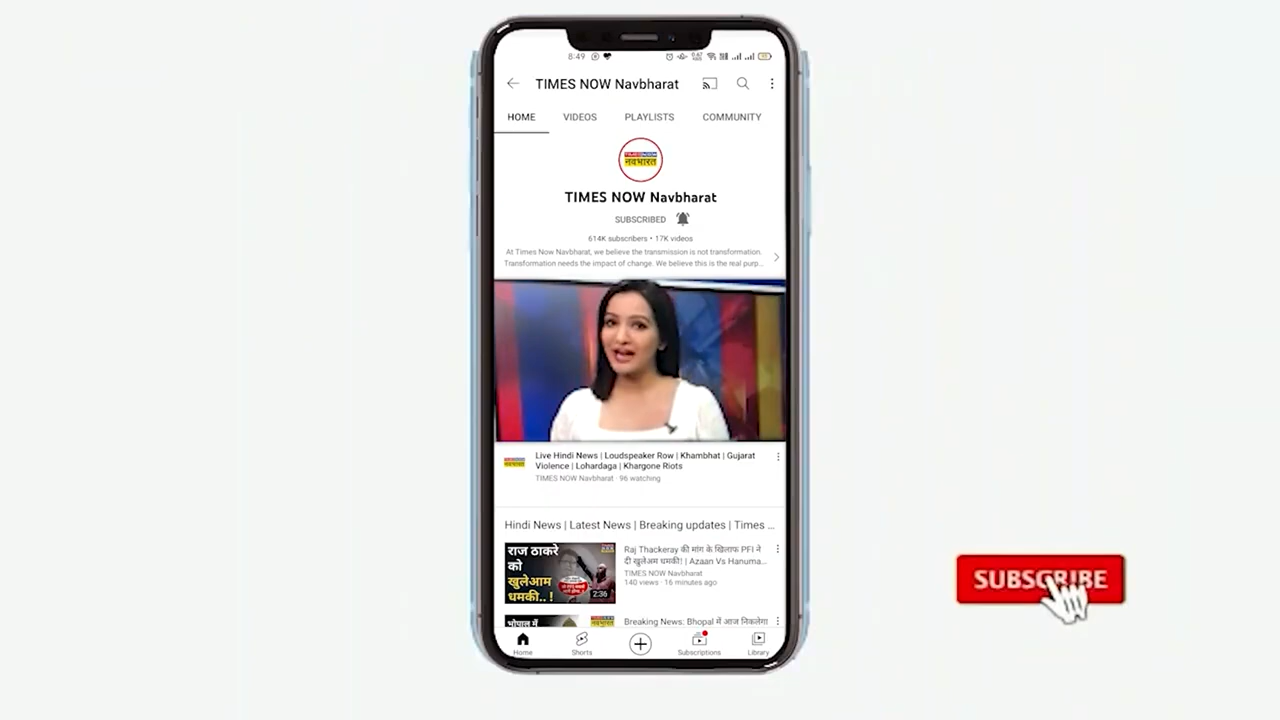 8:49
TIMES NOW Navbharat
HOME VIDEOS PLAYLISTS COMMUNITY
नवभारत
TIMES NOW Navbharat
SUBSCRIBED
614K subscribers • 17K videos
At Times Now Navbharat, we believe the transmission is not transformation.
Transformation needs the impact of change. We believe this is the real purp...
Live Hindi News | Loudspeaker Row | Khambhat | Gujarat
Violence | Lohardaga | Khargone Riots
TIMES NOW Navbharat · 96 watching
Hindi News | Latest News | Breaking updates | Times ...
राज ठाकरे
को
खुलेआम
धमकी..!
2:36
Raj Thackeray की मांग के खिलाफ PFI ने
दी खुलेआम धमकी! | Azaan Vs Hanuma...
TIMES NOW Navbharat
140 views · 16 minutes ago
भोपाल में
Breaking News: Bhopal में आज निकलेगा
Home Shorts Subscriptions Library
SUBSCRIBE